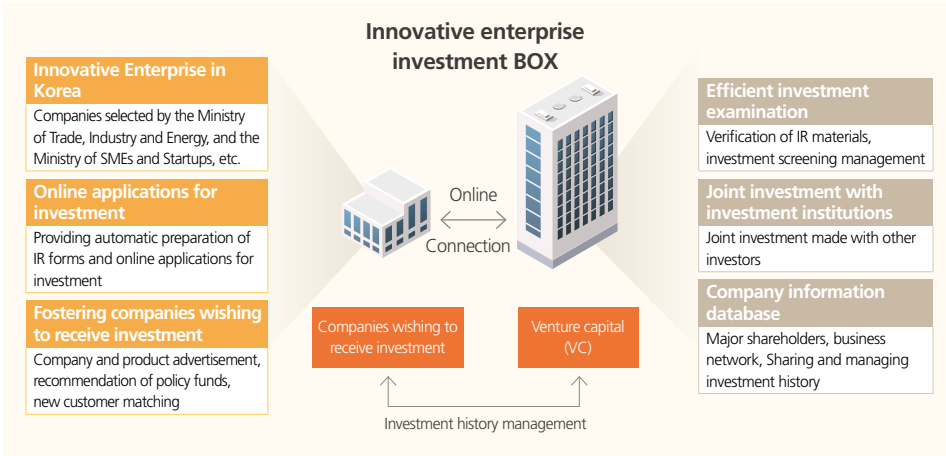 Innovative enterprise
investment BOX
Innovative Enterprise in
Korea
Companies selected by the Ministry
of Trade, Industry and Energy, and the
Ministry of SMEs and Startups, etc.
Online applications for
investment
Providing automatic preparation of
IR forms and online applications for
investment
Fostering companies wishing
to receive investment
Company and product advertisement,
recommendation of policy funds,
new customer matching
Online
Connection
Companies wishing to
receive investment
Venture capital
(VC)
Investment history management
Efficient investment
examination
Verification of IR materials,
investment screening management
Joint investment with
investment institutions
Joint investment made with other
investors
Company information
database
Major shareholders, business
network, Sharing and managing
investment history